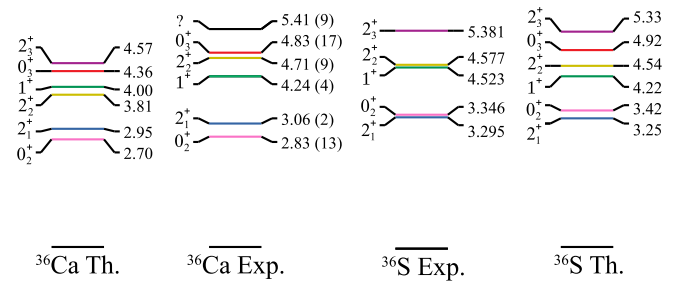 2₃⁺ 4.57
0₃⁺ 4.36
1⁺ 4.00
2₂⁺ 3.81
2₁⁺ 2.95
0₂⁺ 2.70
³⁶Ca Th.
? 5.41 (9)
0₃⁺ 4.83 (17)
2₂⁺ 4.71 (9)
1⁺ 4.24 (4)
2₁⁺ 3.06 (2)
0₂⁺ 2.83 (13)
³⁶Ca Exp.
2₃⁺ 5.381
2₂⁺ 4.577
1⁺ 4.523
0₂⁺ 3.346
2₁⁺ 3.295
³⁶S Exp.
2₃⁺ 5.33
0₃⁺ 4.92
2₂⁺ 4.54
1⁺ 4.22
0₂⁺ 3.42
2₁⁺ 3.25
³⁶S Th.